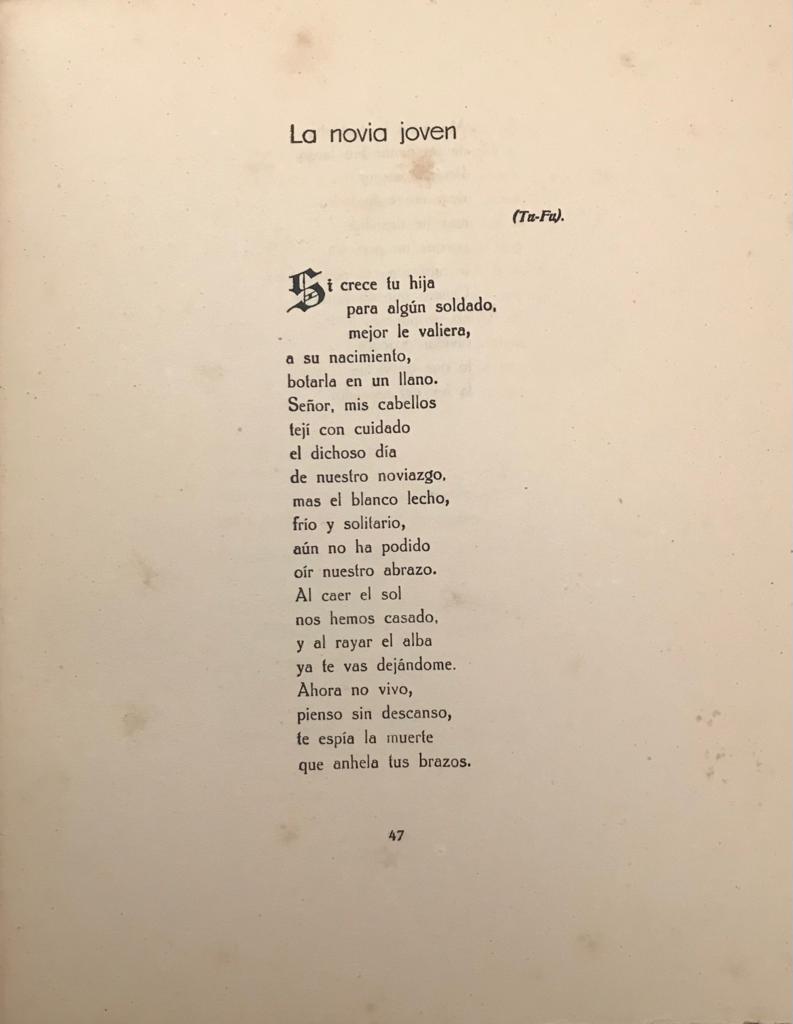 La novia joven
(Tu-Fu).
Si crece tu hija
para algún soldado,
mejor le valiera,
a su nacimiento,
botarla en un llano.
Señor, mis cabellos
tejí con cuidado
el dichoso día
de nuestro noviazgo,
mas el blanco lecho,
frío y solitario,
aún no ha podido
oír nuestro abrazo.
Al caer el sol
nos hemos casado,
y al rayar el alba
ya te vas dejándome.
Ahora no vivo,
pienso sin descanso,
te espía la muerte
que anhela tus brazos.
47